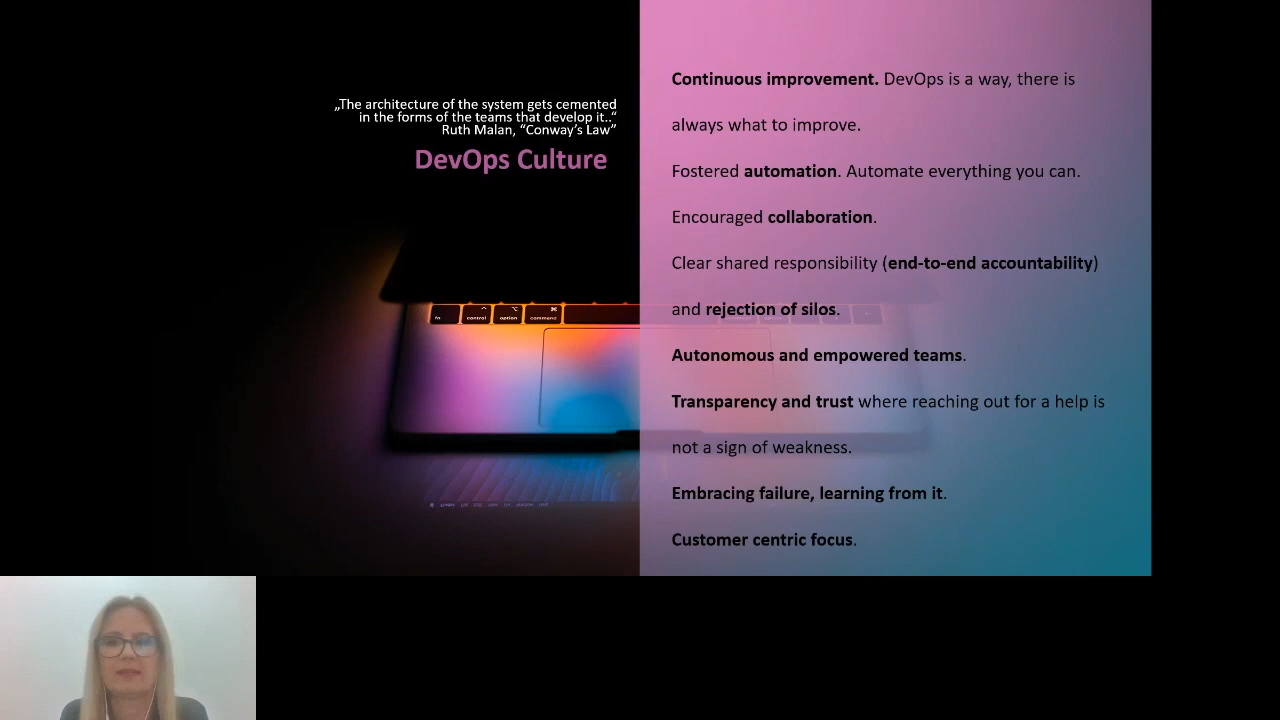 „The architecture of the system gets cemented
in the forms of the teams that develop it..“
Ruth Malan, “Conway’s Law”
DevOps Culture
Continuous improvement. DevOps is a way, there is
always what to improve.
Fostered automation. Automate everything you can.
Encouraged collaboration.
Clear shared responsibility (end-to-end accountability)
and rejection of silos.
Autonomous and empowered teams.
Transparency and trust where reaching out for a help is
not a sign of weakness.
Embracing failure, learning from it.
Customer centric focus.
fn
control
option
command